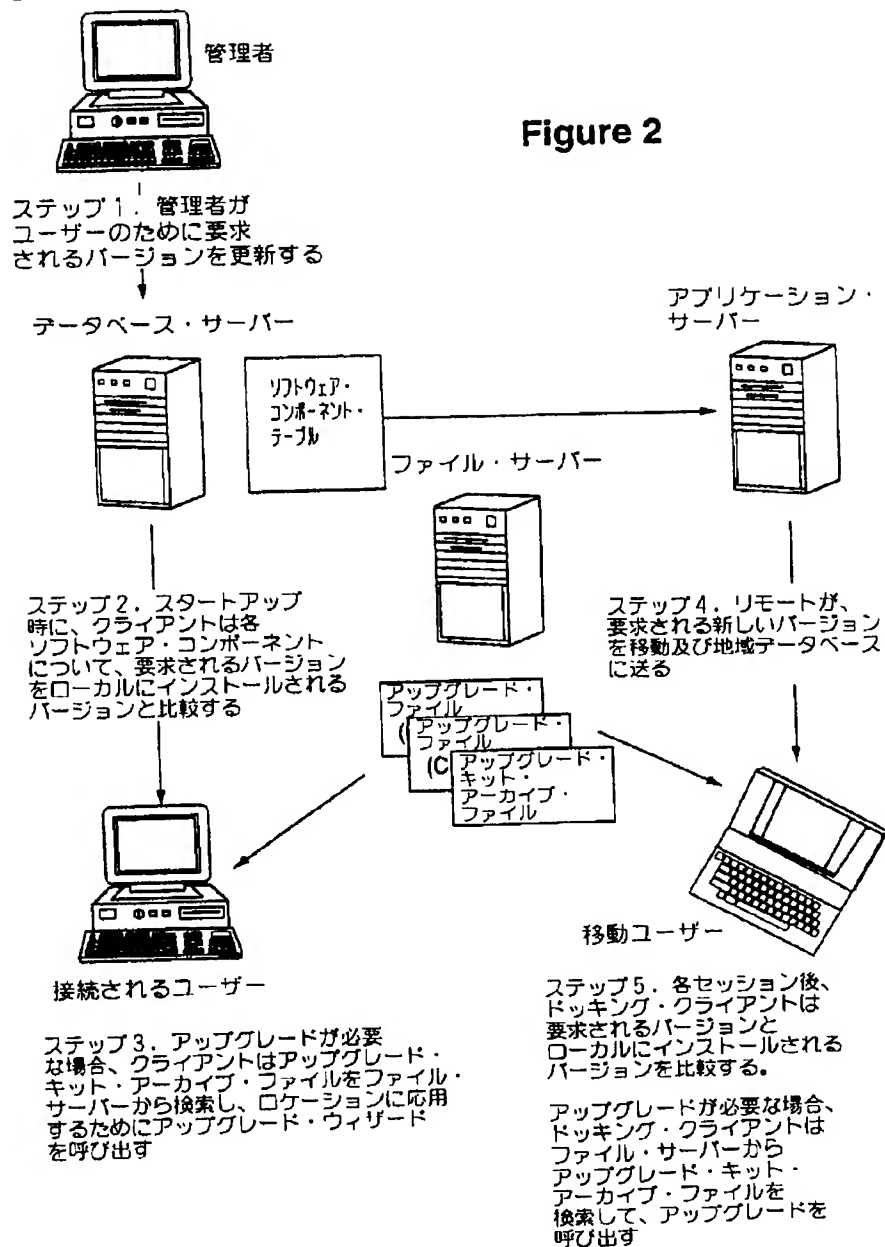 管理者
Figure 2
ステップ1．管理者が
ユーザーのために要求
されるバージョンを更新する
データベース・サーバー
アプリケーション・
サーバー
ソフトウェア・
コンポーネント・
テーブル
ファイル・サーバー
ステップ2．スタートアップ
時に、クライアントは各
ソフトウェア・コンポーネント
について、要求されるバージョン
をローカルにインストールされる
バージョンと比較する
ステップ4．リモートが、
要求される新しいバージョン
を移動及び地域データベース
に送る
アップグレード・
ファイル
(
アップグレード・
ファイル
(C
アップグレード・
キット・
アーカイブ・
ファイル
接続されるユーザー
移動ユーザー
ステップ3．アップグレードが必要
な場合、クライアントはアップグレード・
キット・アーカイブ・ファイルをファイル・
サーバーから検索し、ロケーションに応用
するためにアップグレード・ウィザード
を呼び出す
ステップ5．各セッション後、
ドッキング・クライアントは
要求されるバージョンと
ローカルにインストールされる
バージョンを比較する。
アップグレードが必要な場合、
ドッキング・クライアントは
ファイル・サーバーから
アップグレード・キット・
アーカイブ・ファイルを
検索して、アップグレードを
呼び出す